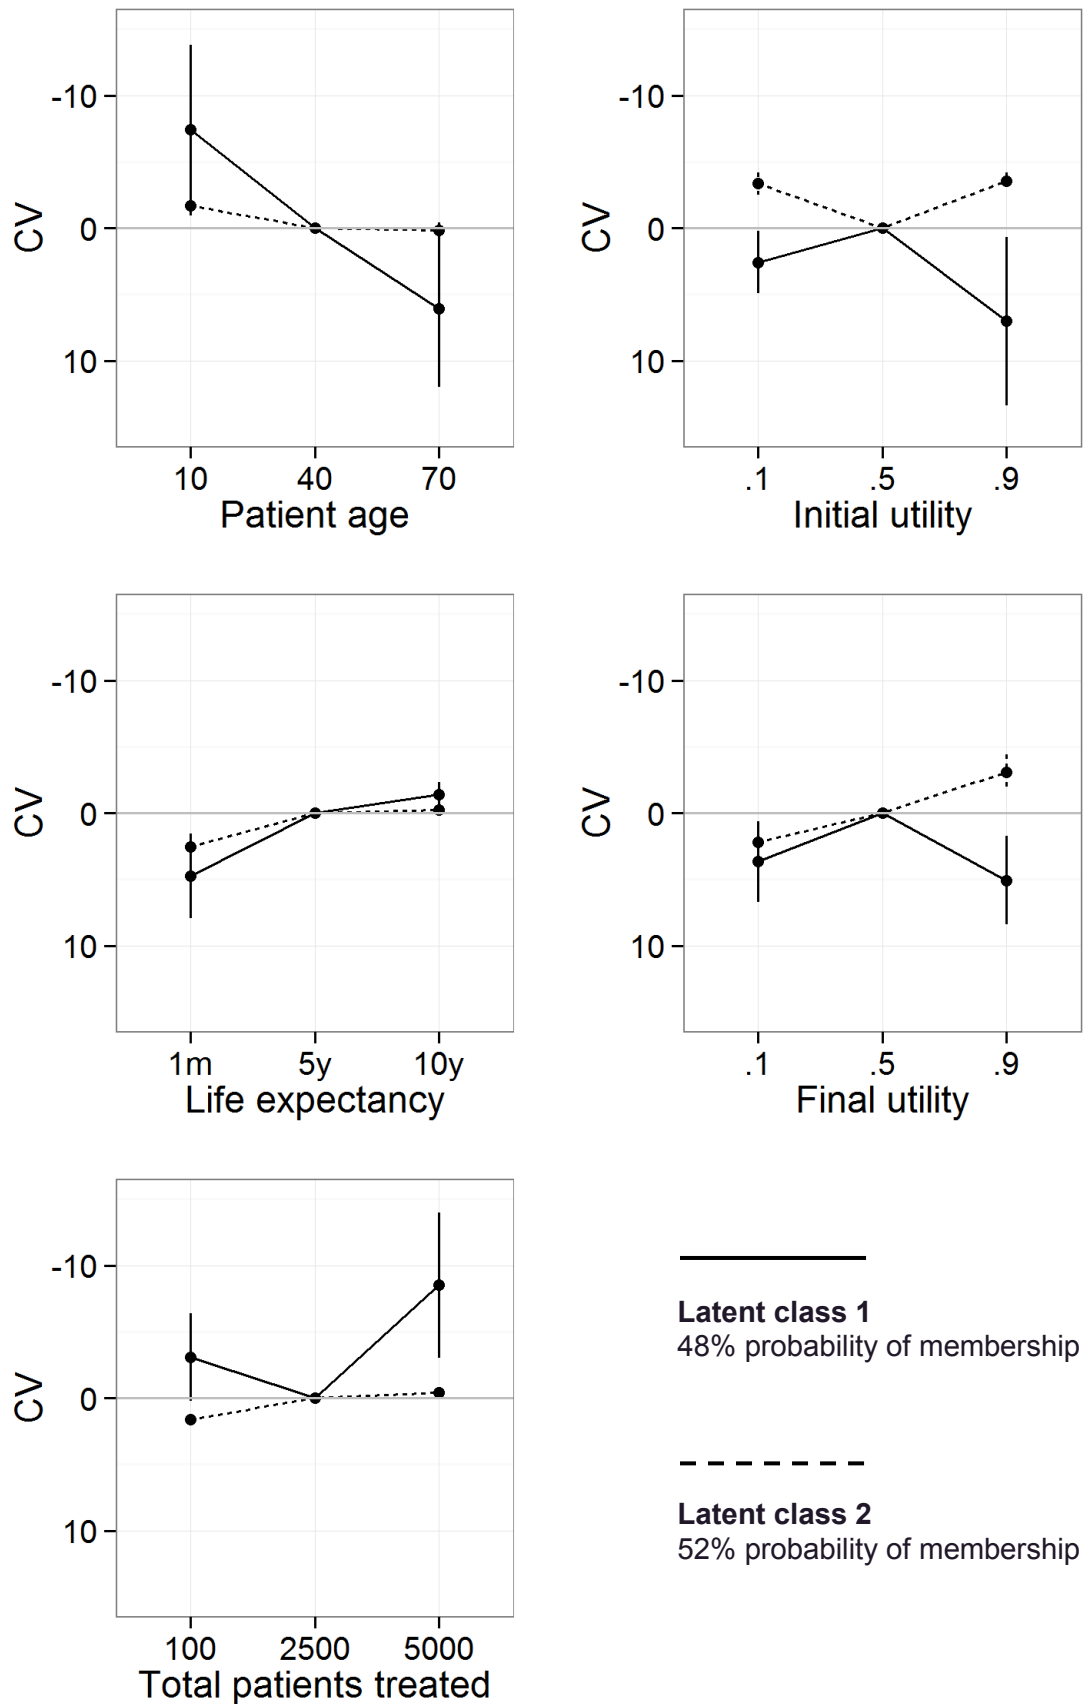 CV
-10
0
10
10 40 70
Patient age
CV
-10
0
10
.1 .5 .9
Initial utility
CV
-10
0
10
1m 5y 10y
Life expectancy
CV
-10
0
10
.1 .5 .9
Final utility
CV
-10
0
10
100 2500 5000
Total patients treated
Latent class 1
48% probability of membership
Latent class 2
52% probability of membership